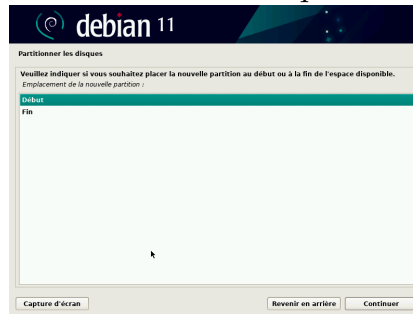 debian 11
Partitionner les disques
Veuillez indiquer si vous souhaitez placer la nouvelle partition au début ou à la fin de l'espace disponible.
Emplacement de la nouvelle partition :
Début
Fin
Capture d'écran
Revenir en arrière
Continuer